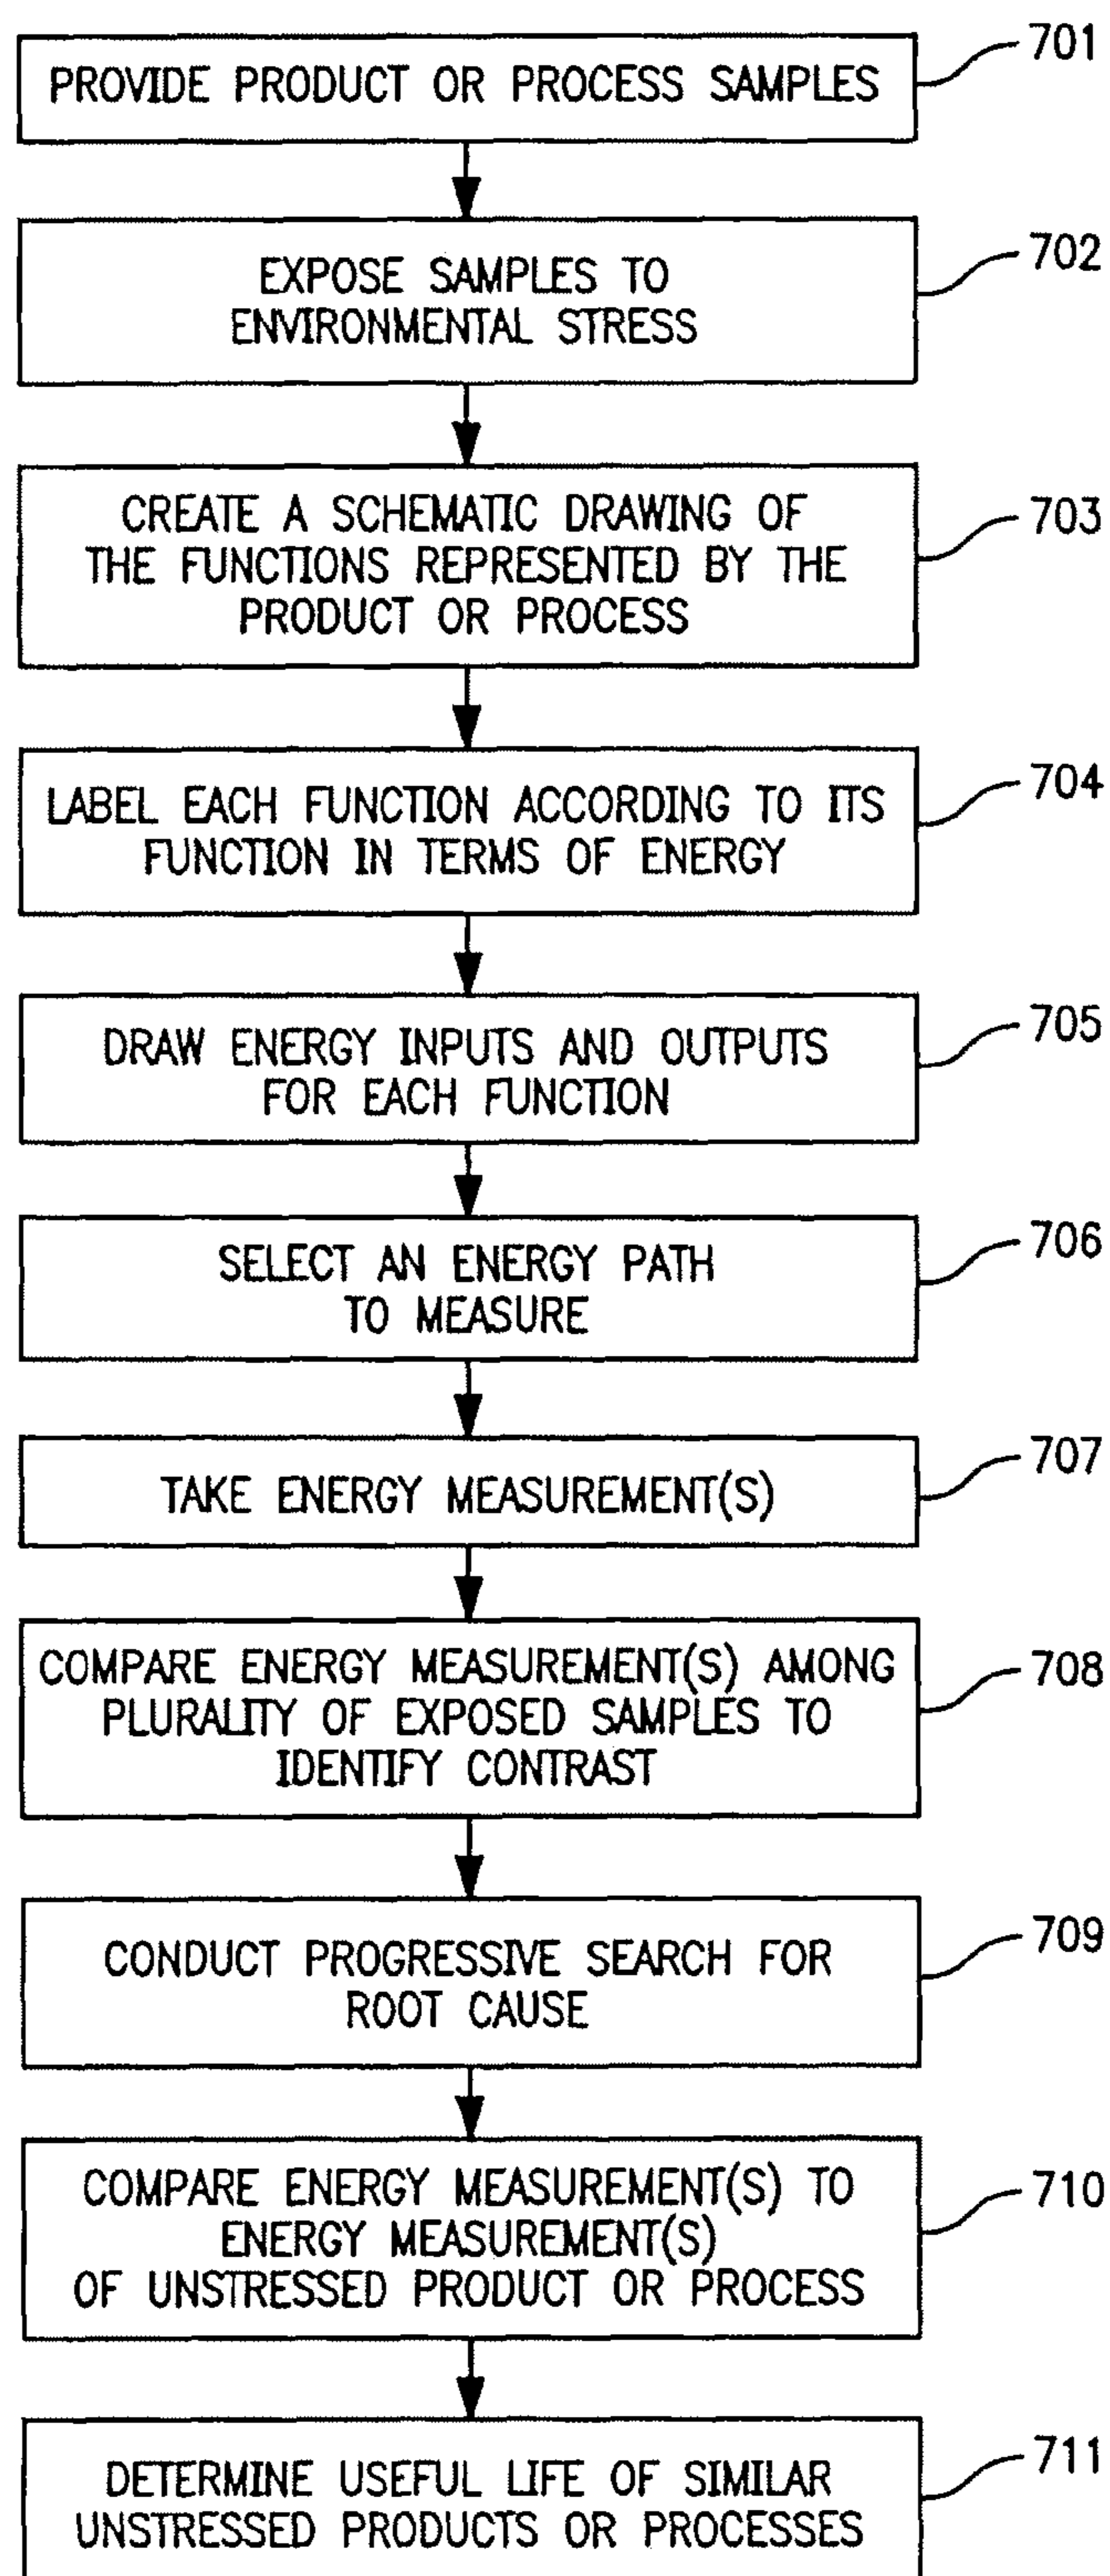 701
PROVIDE PRODUCT OR PROCESS SAMPLES
702
EXPOSE SAMPLES TO
ENVIRONMENTAL STRESS
703
CREATE A SCHEMATIC DRAWING OF
THE FUNCTIONS REPRESENTED BY THE
PRODUCT OR PROCESS
704
LABEL EACH FUNCTION ACCORDING TO ITS
FUNCTION IN TERMS OF ENERGY
705
DRAW ENERGY INPUTS AND OUTPUTS
FOR EACH FUNCTION
706
SELECT AN ENERGY PATH
TO MEASURE
707
TAKE ENERGY MEASUREMENT(S)
708
COMPARE ENERGY MEASUREMENT(S) AMONG
PLURALITY OF EXPOSED SAMPLES TO
IDENTIFY CONTRAST
709
CONDUCT PROGRESSIVE SEARCH FOR
ROOT CAUSE
710
COMPARE ENERGY MEASUREMENT(S) TO
ENERGY MEASUREMENT(S)
OF UNSTRESSED PRODUCT OR PROCESS
711
DETERMINE USEFUL LIFE OF SIMILAR
UNSTRESSED PRODUCTS OR PROCESSES